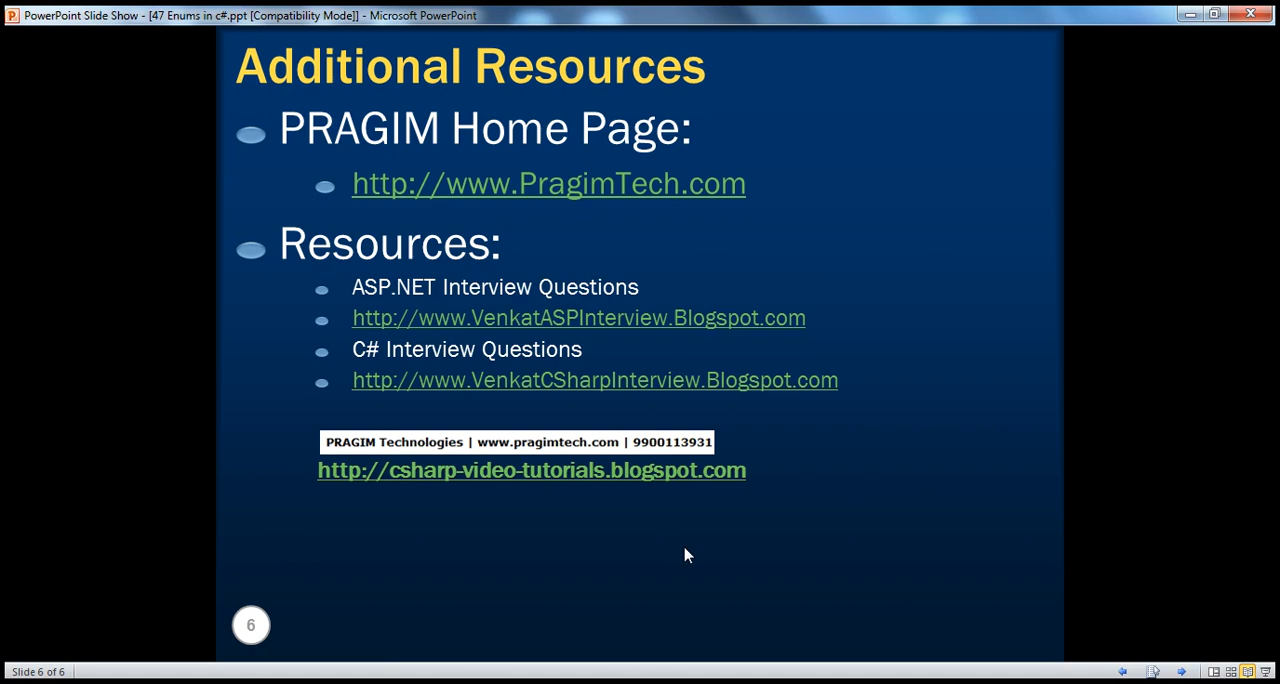 PowerPoint Slide Show - [47 Enums in c#.ppt [Compatibility Mode]] - Microsoft PowerPoint
Additional Resources
PRAGIM Home Page:
http://www.PragimTech.com
Resources:
ASP.NET Interview Questions
http://www.VenkatASPInterview.Blogspot.com
C# Interview Questions
http://www.VenkatCSharpInterview.Blogspot.com
PRAGIM Technologies | www.pragimtech.com | 9900113931
http://csharp-video-tutorials.blogspot.com
6
Slide 6 of 6